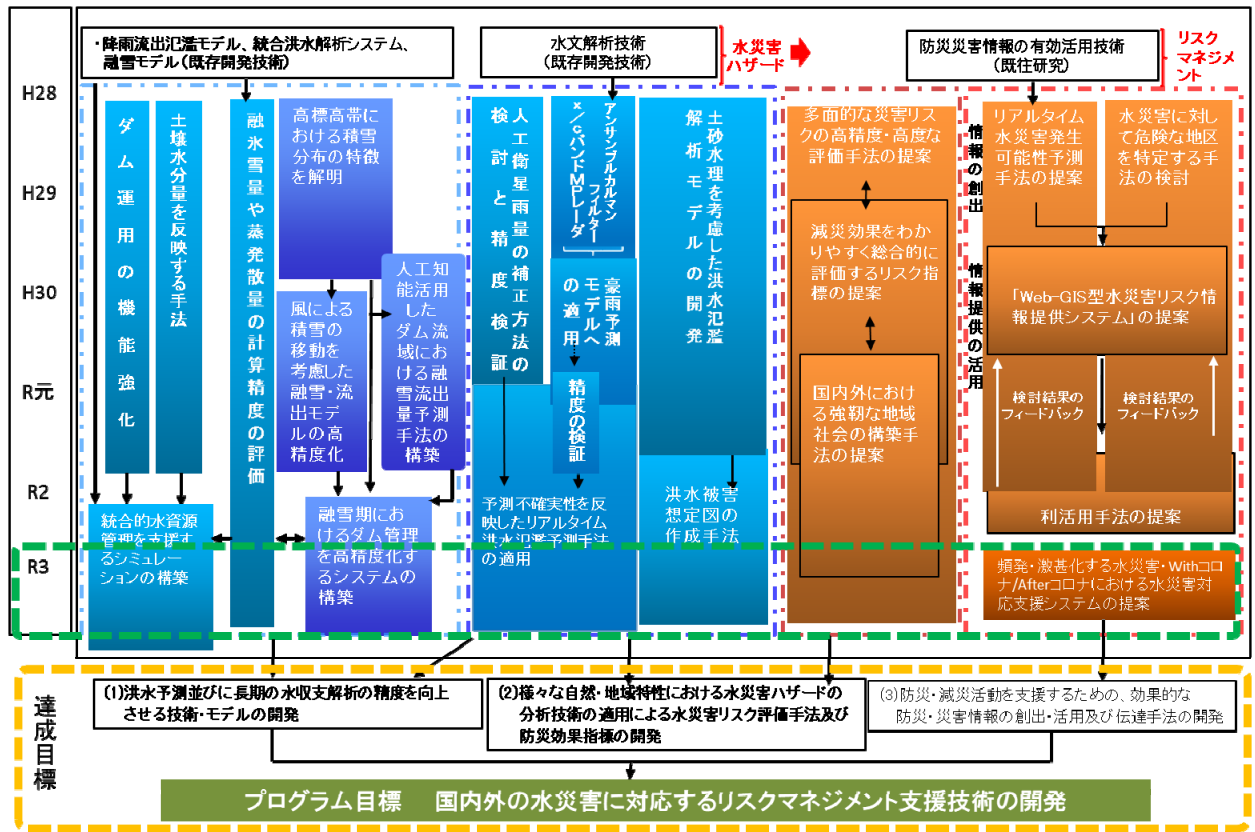 ・降雨流出氾濫モデル、統合洪水解析システム、
融雪モデル（既存開発技術）
水文解析技術
（既存開発技術）
水災害
ハザード
防災災害情報の有効活用技術
（既往研究）
リスク
マネジメ
ント
H28
H29
H30
R元
R2
R3
ダム運用の機能強化
土壌水分量を反映する手法
融氷雪量や蒸発散量の計算精度の評価
高標高帯に
おける積雪
分布の特徴
を解明
風による
積雪の
移動を
考慮した
融雪・流
出モデ
ルの高
精度化
人工知
能活用し
たダム流
域におけ
る融
雪流出
量予測
手法の
構築
統合的水資源
管理を支援す
るシミュレー
ションの構築
融雪期にお
けるダム管理
を高精度化す
るシステムの
構築
人工衛星雨量の補正方法の
検討と精度検証
アンサンブルカルマン
フィルター
x／cバンドMPレーダ
豪雨予測
モデルへ
の適用
精度の検証
土砂水理を考慮した洪水氾濫
解析モデルの開発
予測不確実性を反
映したリアルタイム
洪水氾濫予測手法
の適用
洪水被害
想定図の
作成手法
多面的な災害リス
クの高精度・高度な
評価手法の提案
減災効果をわか
りやすく総合的に
評価するリスク指
標の提案
国内外におけ
る強靭な地域
社会の構築手
法の提案
情報の創出
情報提供の活用
リアルタイム
水災害発生
可能性予測
手法の提案
水災害に対
して危険な地区
を特定する手
法の検討
「Web-GIS型水災害リスク情
報提供システム」の提案
検討結果の
フィードバック
検討結果の
フィードバック
利活用手法の提案
頻発・激甚化する水災害・Withコロ
ナ/Afterコロナにおける水災害対
応支援システムの提案
達成目標
(1)洪水予測並びに長期の水収支解析の精度を向上
させる技術・モデルの開発
(2)様々な自然・地域特性における水災害ハザードの
分析技術の適用による水災害リスク評価手法及び
防災効果指標の開発
(3)防災・減災活動を支援するための、効果的な
防災・災害情報の創出・活用及び伝達手法の開発
プログラム目標　国内外の水災害に対応するリスクマネジメント支援技術の開発